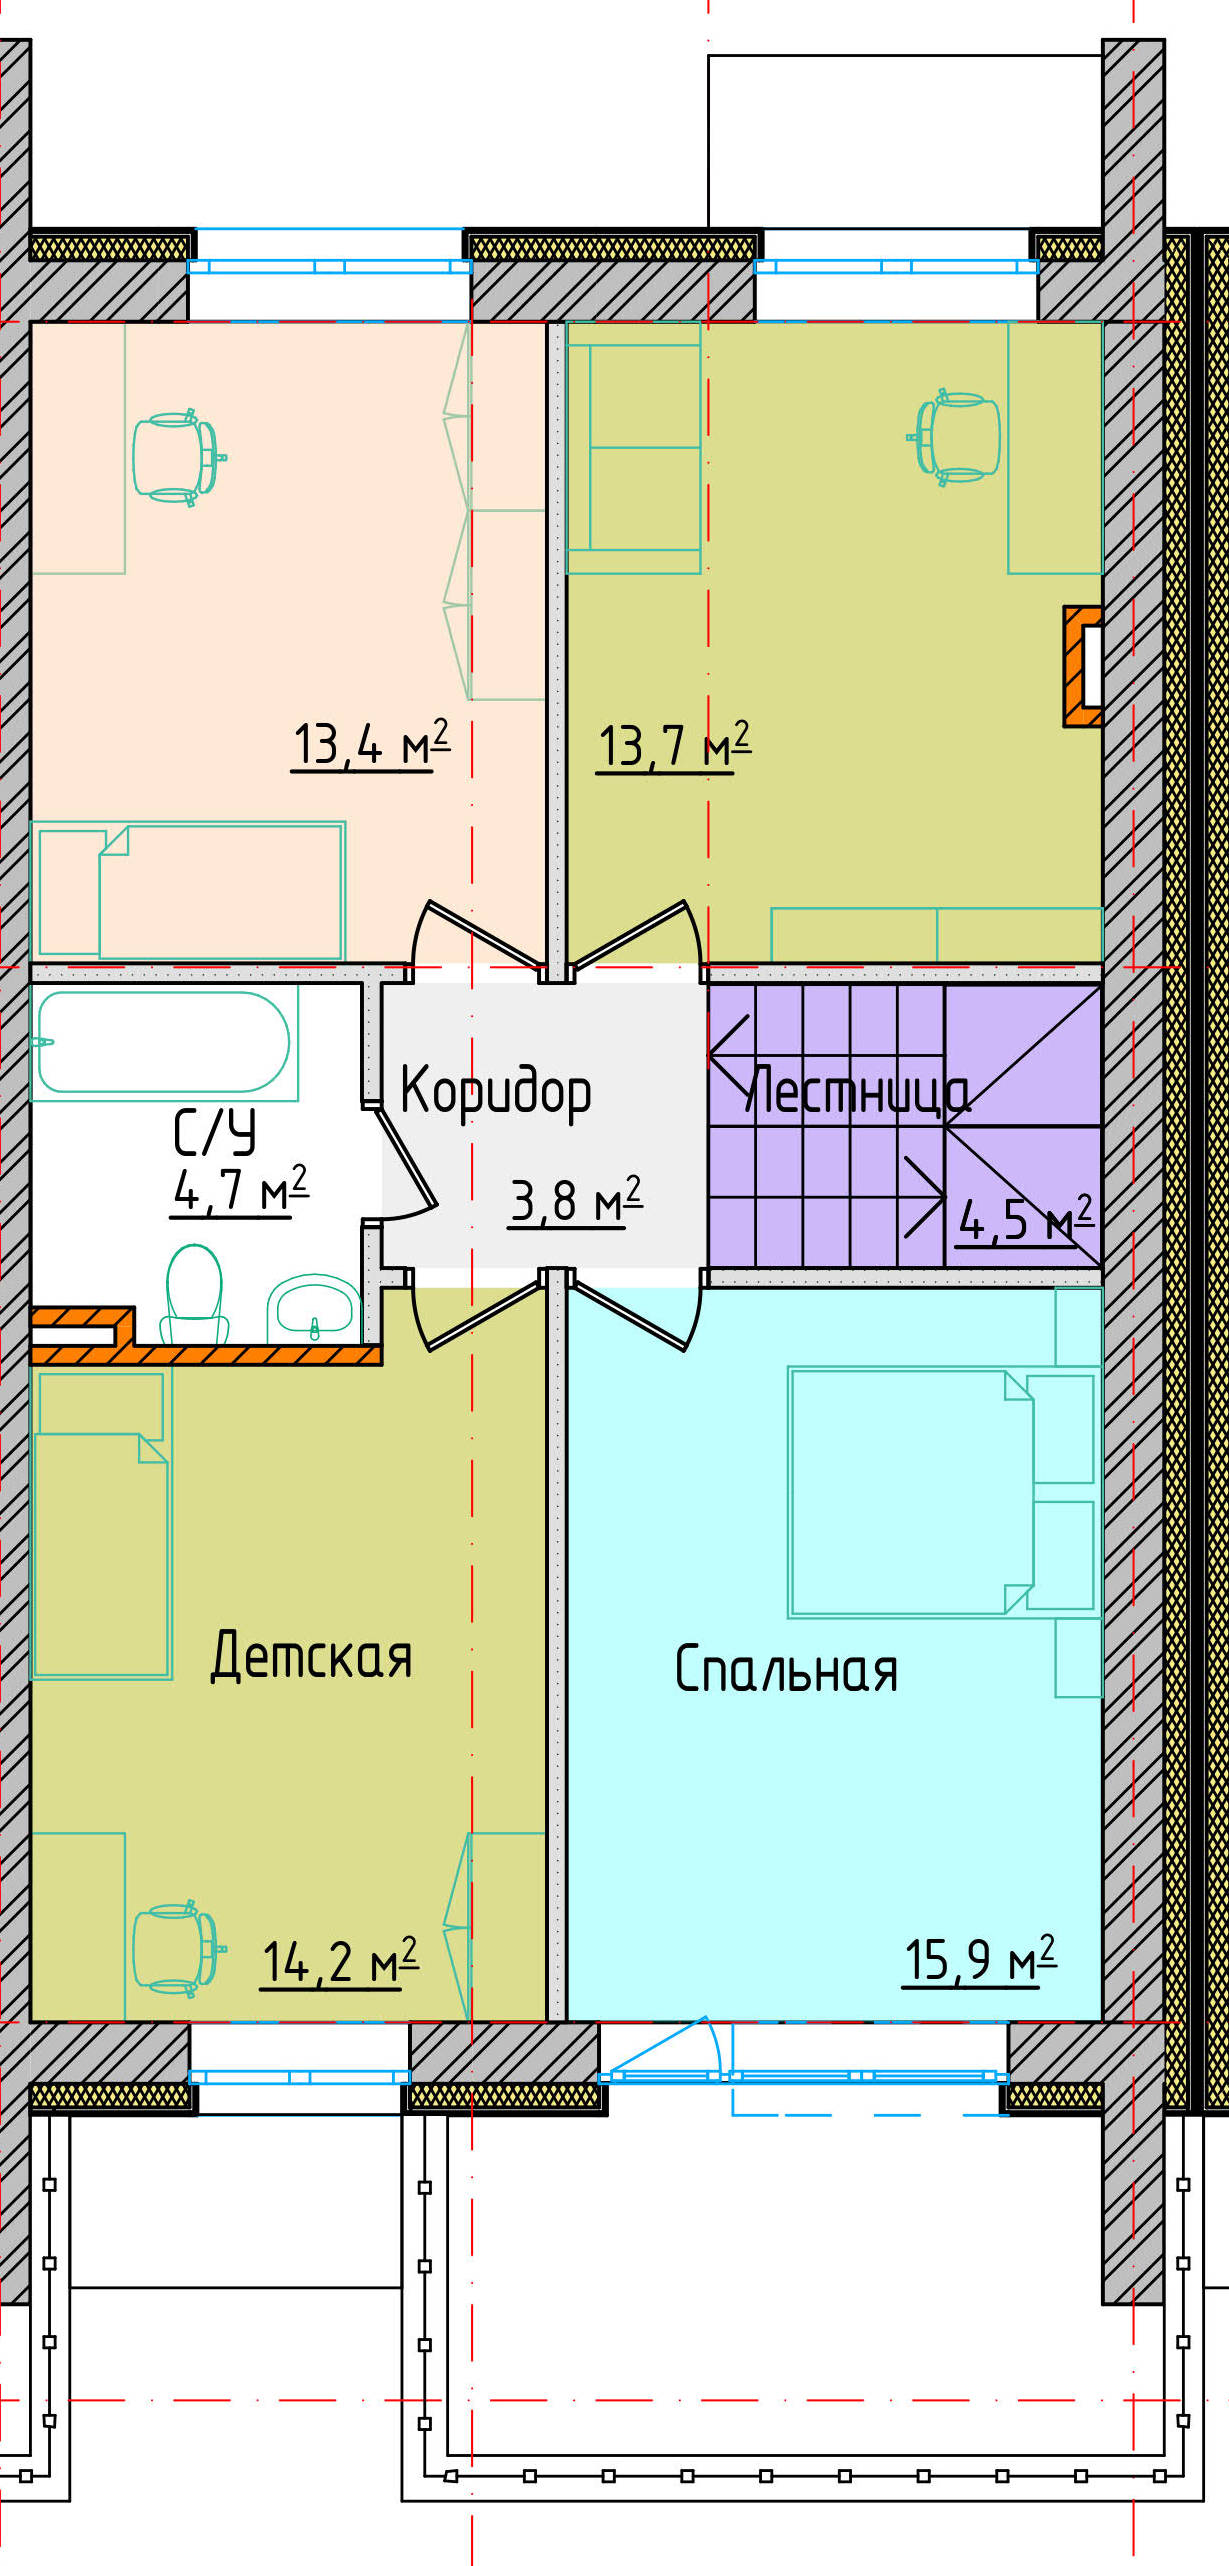 13,4 м²
13,7 м²
Коридор
Лестница
С/У
4,7 м²
3,8 м²
4,5 м²
Детская
Спальная
14,2 м²
15,9 м²